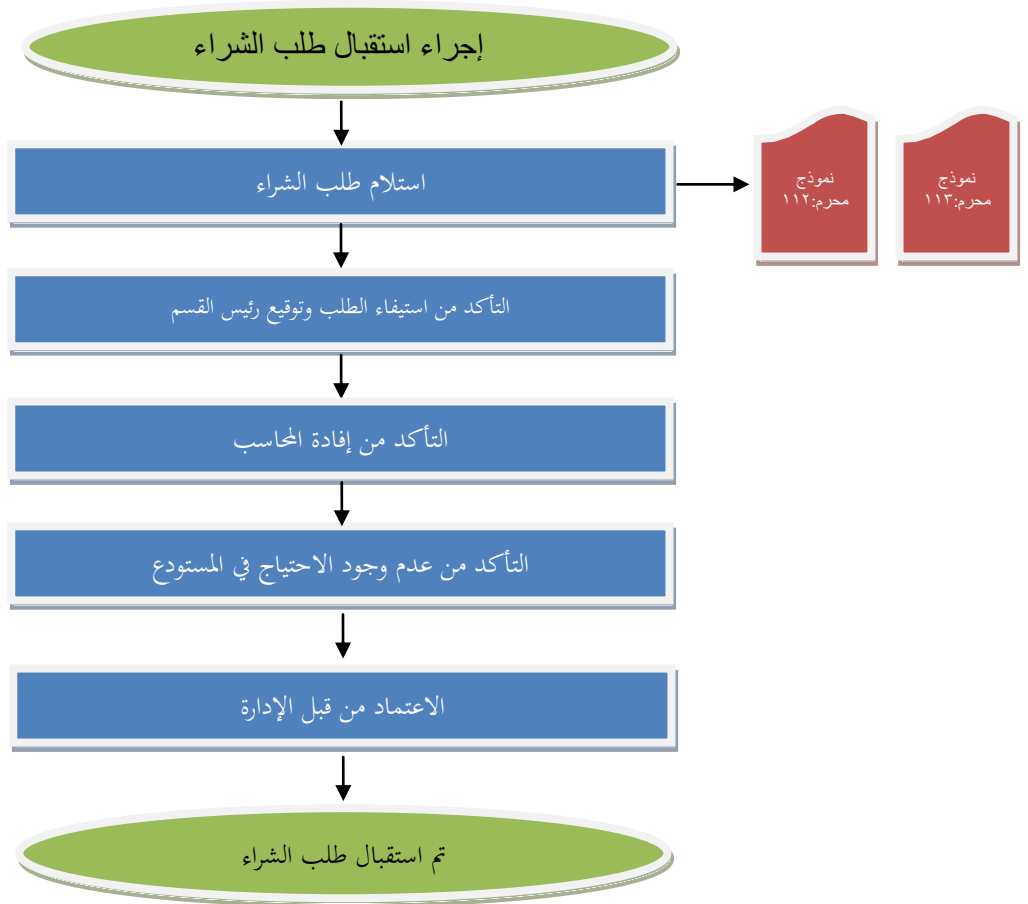 إجراء استقبال طلب الشراء
استلام طلب الشراء
نموذج
محرم:١١٢
نموذج
محرم:١١٣
التأكد من استيفاء الطلب وتوقيع رئيس القسم
التأكد من إفادة المحاسب
التأكد من عدم وجود الاحتياج في المستودع
الاعتماد من قبل الإدارة
تم استقبال طلب الشراء